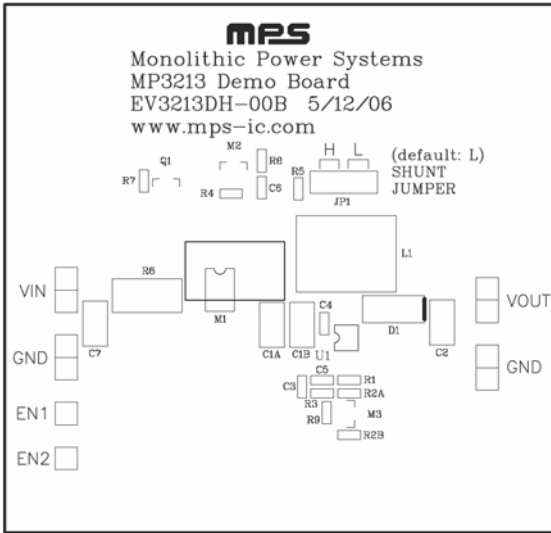 mps
Monolithic Power Systems
MP3213 Demo Board
EV3213DH-00B 5/12/06
www.mps-ic.com
M2
Q1
R8
H L
(default: L)
SHUNT
JUMPER
R7
R5
R4
C6
JP1
R6
L1
VIN
VOUT
M1
C4
D1
C7
C1A
C1B
U1
C2
GND
GND
C5
C3
R1
R2A
R3
R9
M3
EN1
R2B
EN2